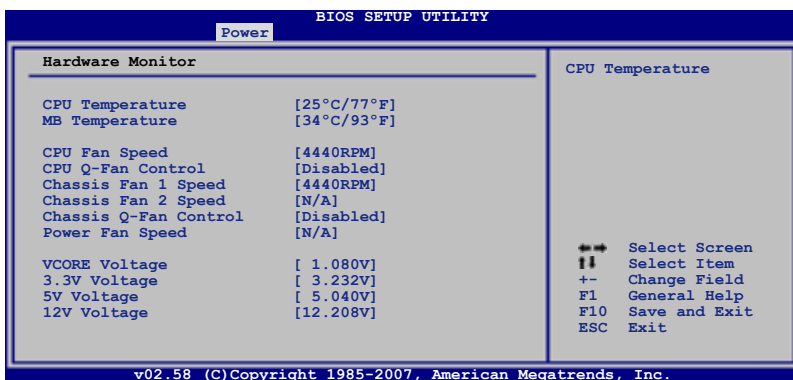 BIOS SETUP UTILITY
Power
Hardware Monitor
CPU Temperature [25°C/77°F]
MB Temperature [34°C/93°F]
CPU Fan Speed [4440RPM]
CPU Q-Fan Control [Disabled]
Chassis Fan 1 Speed [4440RPM]
Chassis Fan 2 Speed [N/A]
Chassis Q-Fan Control [Disabled]
Power Fan Speed [N/A]
VCORE Voltage [ 1.080V]
3.3V Voltage [ 3.232V]
5V Voltage [ 5.040V]
12V Voltage [12.208V]
CPU Temperature
Select Screen
Select Item
+- Change Field
F1 General Help
F10 Save and Exit
ESC Exit
v02.58 (C)Copyright 1985-2007, American Megatrends, Inc.